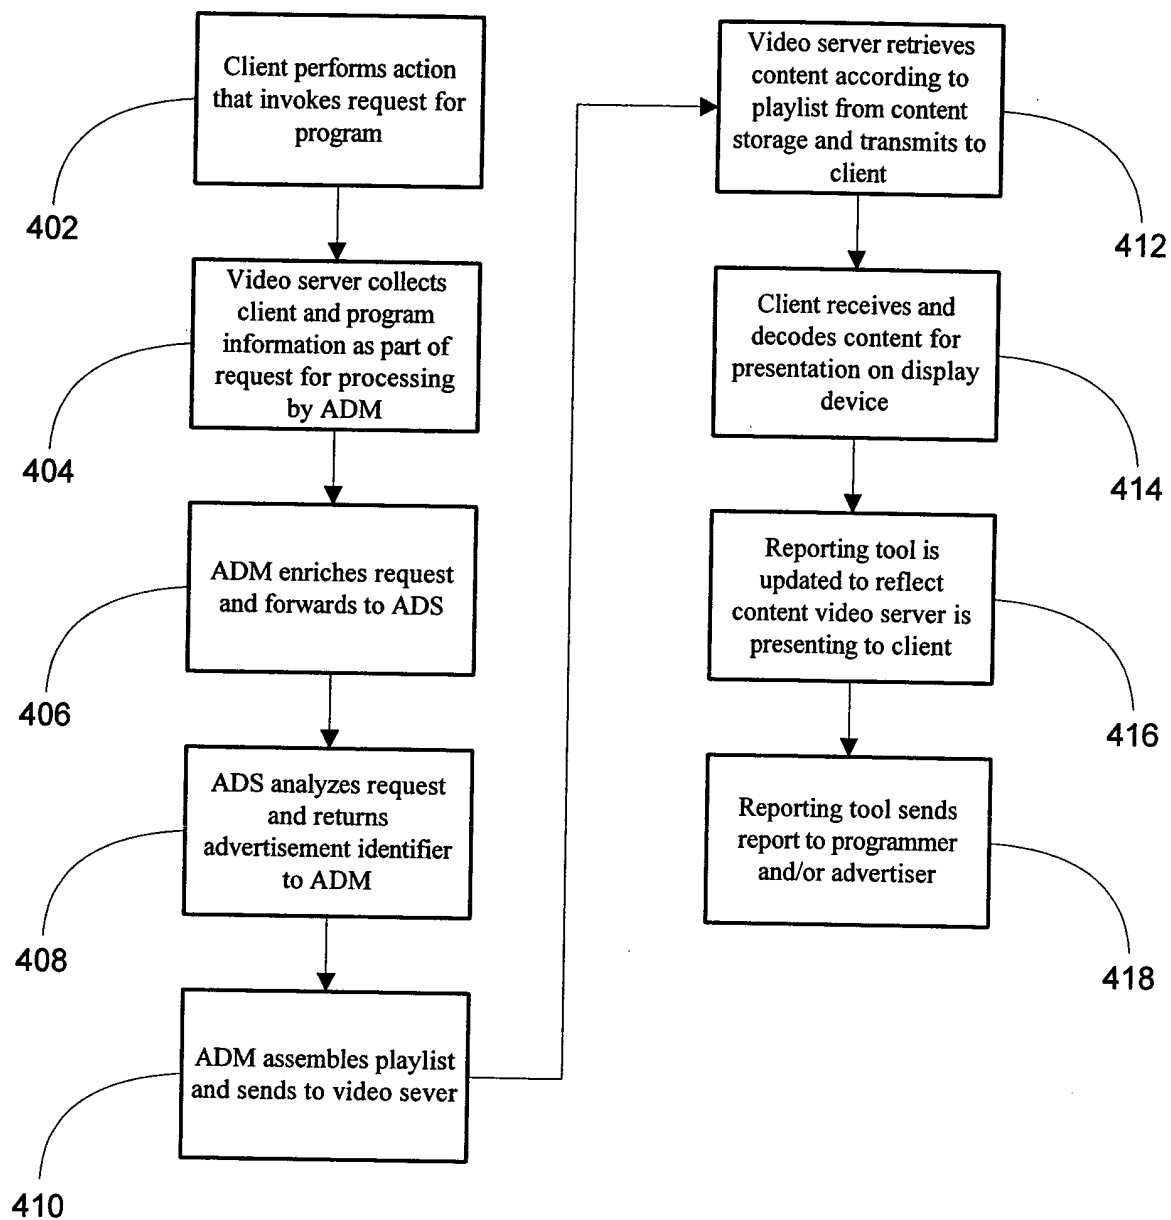 Client performs action
that invokes request for
program
402
Video server collects
client and program
information as part of
request for processing
by ADM
404
ADM enriches request
and forwards to ADS
406
ADS analyzes request
and returns
advertisement identifier
to ADM
408
ADM assembles playlist
and sends to video sever
410
Video server retrieves
content according to
playlist from content
storage and transmits to
client
412
Client receives and
decodes content for
presentation on display
device
414
Reporting tool is
updated to reflect
content video server is
presenting to client
416
Reporting tool sends
report to programmer
and/or advertiser
418